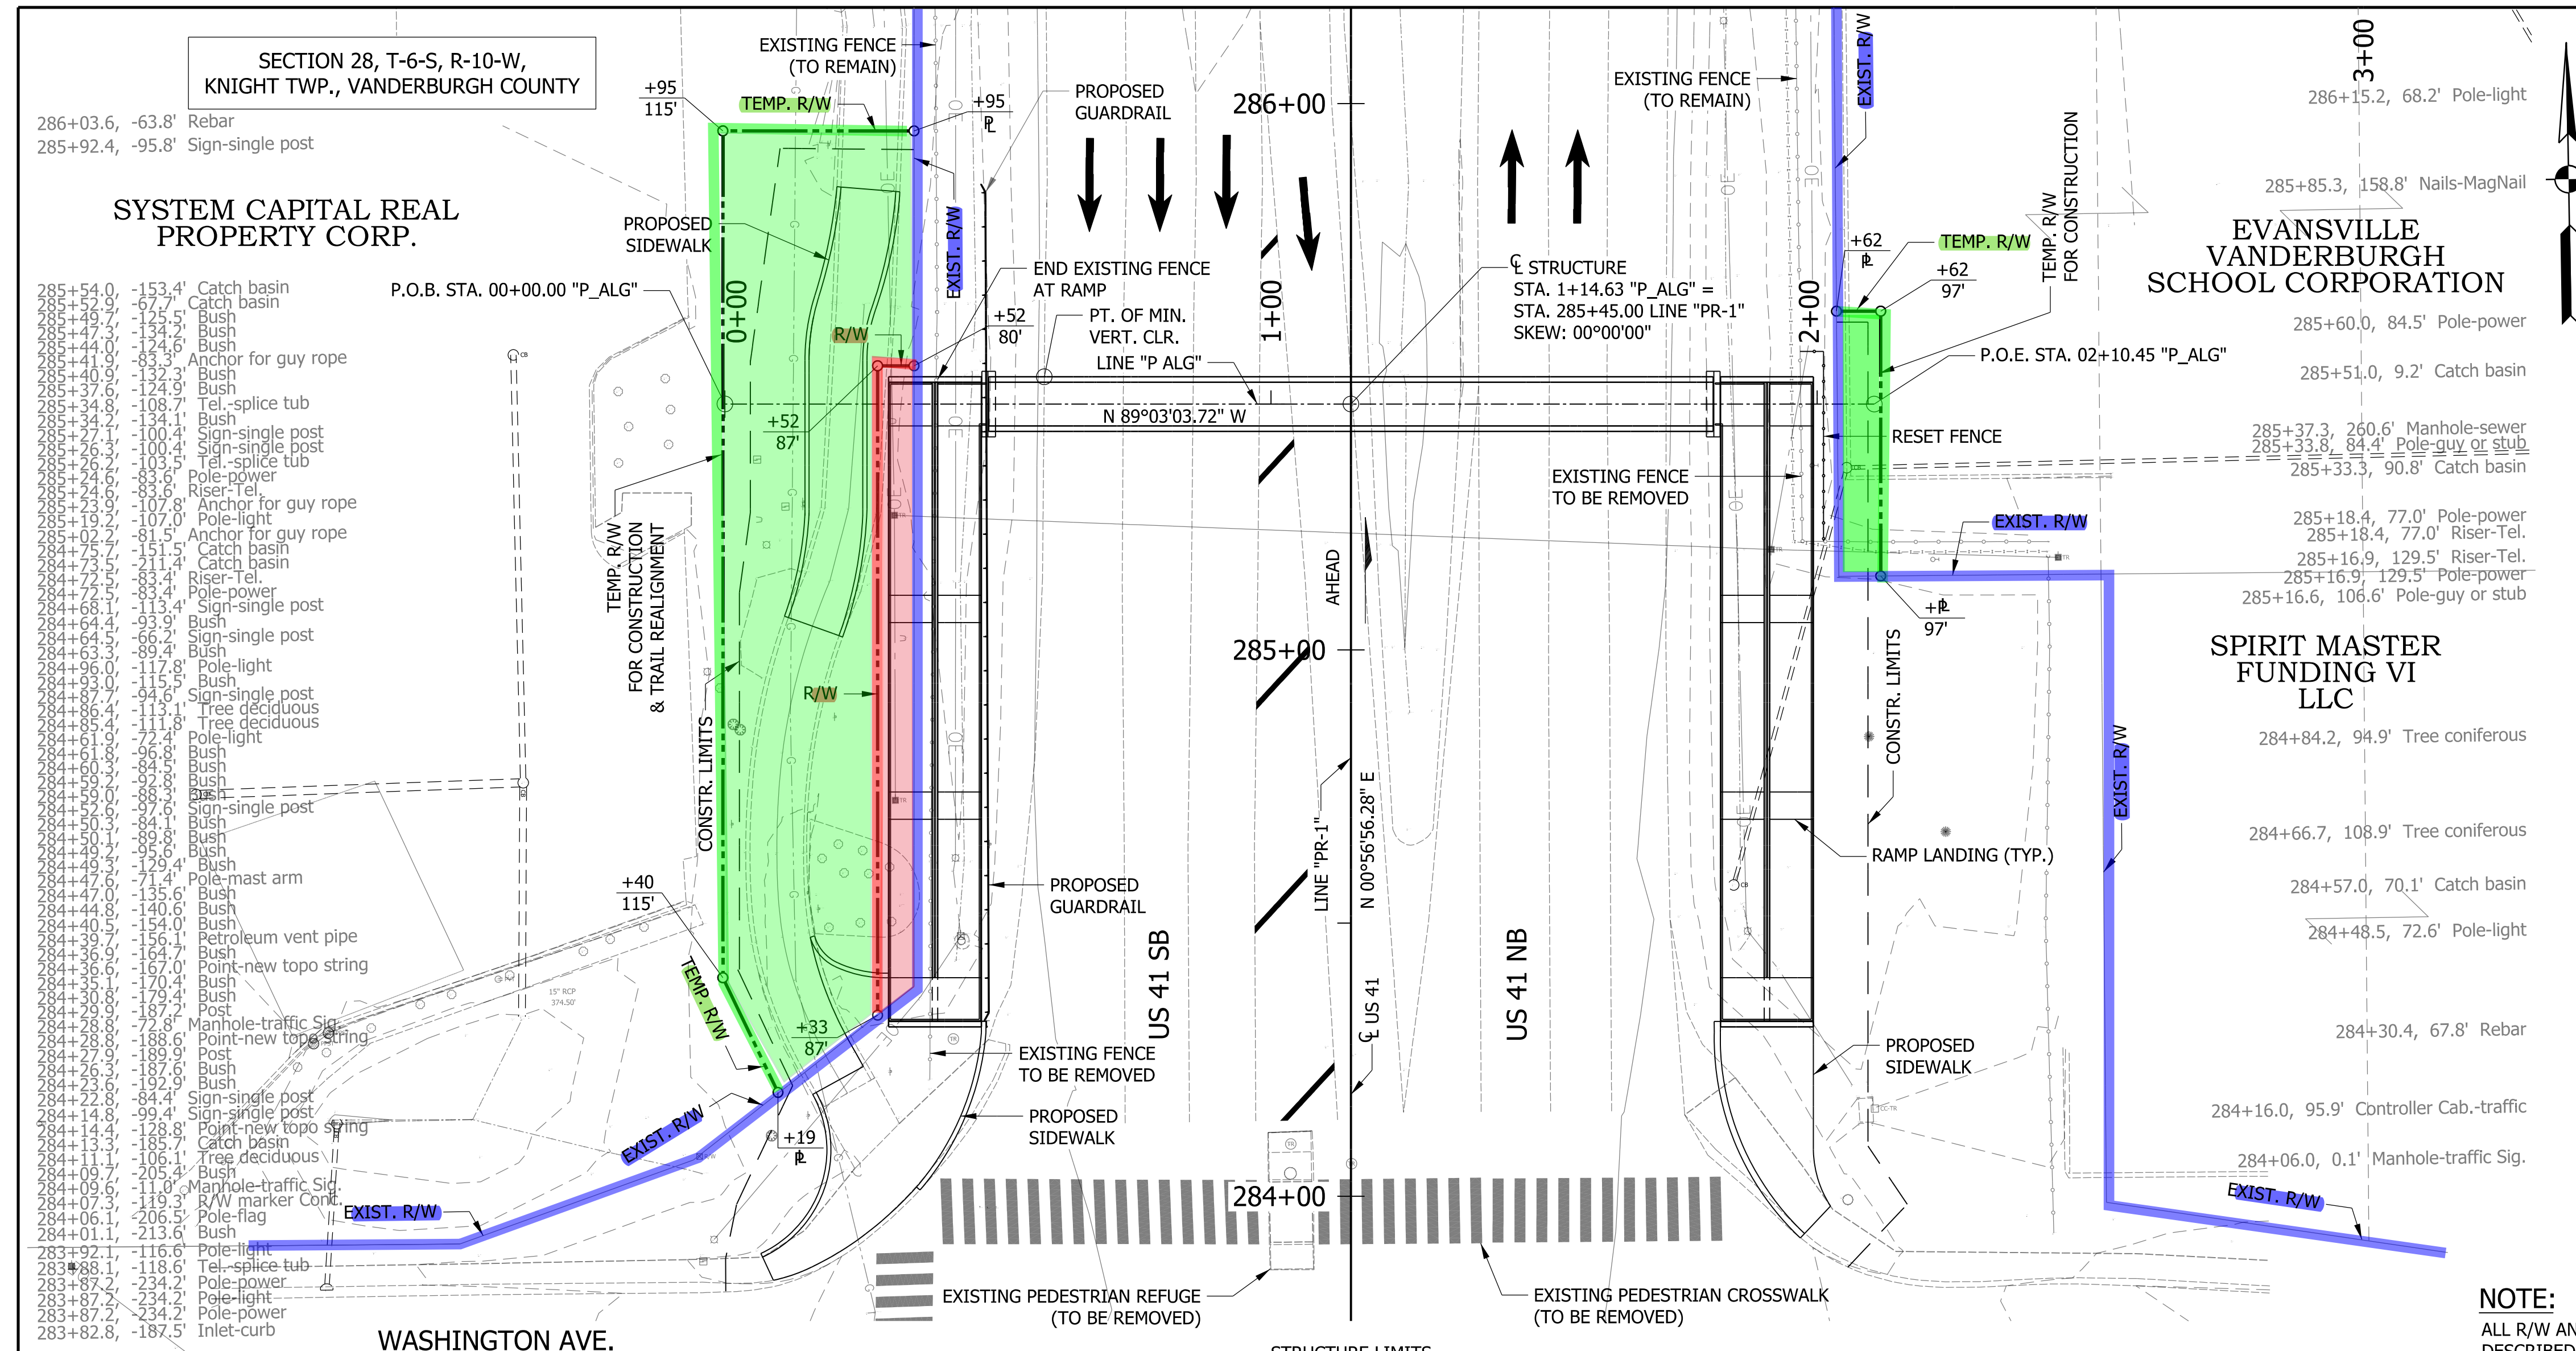 SECTION 28, T-6-S, R-10-W,
KNIGHT TWP., VANDERBURGH COUNTY
286+03.6, -63.8' Rebar
285+92.4, -95.8' Sign-single post
SYSTEM CAPITAL REAL
PROPERTY CORP.
285+54.0, -153.4' Catch basin
285+52.9, -67.7' Catch basin
285+49.7, -125.5' Bush
285+47.3, -134.2' Bush
285+44.0, -124.6' Bush
285+41.9, -83.3' Anchor for guy rope
285+40.9, -132.3' Bush
285+37.6, -124.9' Bush
285+34.8, -108.7' Tel.-splice tub
285+34.2, -134.1' Bush
285+27.1, -100.4' Sign-single post
285+26.3, -100.4' Sign-single post
285+26.2, -103.5' Tel.-splice tub
285+24.6, -83.6' Pole-power
285+24.6, -83.6' Riser-Tel.
285+23.9, -107.8' Anchor for guy rope
285+19.2, -107.0' Pole-light
285+02.2, -81.5' Anchor for guy rope
284+75.7, -151.5' Catch basin
284+73.5, -211.4' Catch basin
284+72.5, -83.4' Riser-Tel.
284+72.5, -83.4' Pole-power
284+68.1, -113.4' Sign-single post
284+64.4, -93.9' Bush
284+64.5, -66.2' Sign-single post
284+63.3, -89.4' Bush
284+96.0, -117.8' Pole-light
284+93.0, -115.5' Bush
284+87.7, -94.6' Sign-single post
284+86.4, -113.1' Tree deciduous
284+85.4, -111.8' Tree deciduous
284+61.9, -72.4' Pole-light
284+61.8, -96.8' Bush
284+60.3, -84.5' Bush
284+59.2, -92.8' Bush
284+59.0, -88.3' Bush
284+52.6, -97.6' Sign-single post
284+50.3, -84.1' Bush
284+50.1, -89.8' Bush
284+49.2, -95.6' Bush
284+49.3, -129.4' Bush
284+47.6, -71.4' Pole-mast arm
284+47.0, -135.6' Bush
284+44.8, -140.6' Bush
284+40.5, -154.0' Bush
284+39.7, -156.1' Petroleum vent pipe
284+36.9, -164.7' Bush
284+36.6, -167.0' Point-new topo string
284+35.1, -170.4' Bush
284+30.8, -179.4' Bush
284+29.9, -187.2' Post
284+28.8, -72.8' Manhole-traffic Sig.
284+28.8, -188.6' Point-new topo string
284+27.9, -189.9' Post
284+26.3, -187.6' Bush
284+23.6, -192.9' Bush
284+22.8, -84.4' Sign-single post
284+14.8, -99.4' Sign-single post
284+14.4, -128.8' Point-new topo string
284+13.3, -185.7' Catch basin
284+11.1, -106.1' Tree deciduous
284+09.7, -205.4' Bush
284+09.6, -11.0' Manhole-traffic Sig.
284+07.3, -119.3' R/W marker Conc.
284+06.1, -206.5' Pole-flag
284+01.1, -213.6' Bush
283+92.1, -116.6' Pole-light
283+88.1, -118.6' Tel.-splice tub
283+87.2, -234.2' Pole-power
283+87.2, -234.2' Pole-light
283+87.2, -234.2' Pole-power
283+82.8, -187.5' Inlet-curb
WASHINGTON AVE.
EXISTING FENCE
(TO REMAIN)
+95
115'
TEMP. R/W
+95
PL
PROPOSED
GUARDRAIL
PROPOSED
SIDEWALK
EXIST. R/W
P.O.B. STA. 00+00.00 "P_ALG"
0+00
R/W
END EXISTING FENCE
AT RAMP
+52
80'
PT. OF MIN.
VERT. CLR.
LINE "P ALG"
N 89°03'03.72" W
+52
87'
TEMP. R/W
FOR CONSTRUCTION
& TRAIL REALIGNMENT
R/W
CONSTR. LIMITS
+40
115'
TEMP. R/W
15" RCP
374.50'
+33
87'
EXIST. R/W
+19
PL
EXIST. R/W
PROPOSED
GUARDRAIL
EXISTING FENCE
TO BE REMOVED
PROPOSED
SIDEWALK
EXISTING PEDESTRIAN REFUGE
(TO BE REMOVED)
US 41 SB
286+00
1+00
285+00
284+00
AHEAD
LINE "PR-1"
N 00°56'56.28" E
CL US 41
US 41 NB
CL STRUCTURE
STA. 1+14.63 "P_ALG" =
STA. 285+45.00 LINE "PR-1"
SKEW: 00°00'00"
EXISTING FENCE
(TO REMAIN)
EXIST. R/W
2+00
+62
PL
TEMP. R/W
+62
97'
TEMP. R/W
FOR CONSTRUCTION
P.O.E. STA. 02+10.45 "P_ALG"
RESET FENCE
EXISTING FENCE
TO BE REMOVED
EXIST. R/W
+PL
97'
CONSTR. LIMITS
EXIST. R/W
RAMP LANDING (TYP.)
PROPOSED
SIDEWALK
EXISTING PEDESTRIAN CROSSWALK
(TO BE REMOVED)
EXIST. R/W
3+00
286+15.2, 68.2' Pole-light
285+85.3, 158.8' Nails-MagNail
EVANSVILLE
VANDERBURGH
SCHOOL CORPORATION
285+60.0, 84.5' Pole-power
285+51.0, 9.2' Catch basin
285+37.3, 260.6' Manhole-sewer
285+33.8, 84.4' Pole-guy or stub
285+33.3, 90.8' Catch basin
285+18.4, 77.0' Pole-power
285+18.4, 77.0' Riser-Tel.
285+16.9, 129.5' Riser-Tel.
285+16.9, 129.5' Pole-power
285+16.6, 106.6' Pole-guy or stub
SPIRIT MASTER
FUNDING VI
LLC
284+84.2, 94.9' Tree coniferous
284+66.7, 108.9' Tree coniferous
284+57.0, 70.1' Catch basin
284+48.5, 72.6' Pole-light
284+30.4, 67.8' Rebar
284+16.0, 95.9' Controller Cab.-traffic
284+06.0, 0.1' Manhole-traffic Sig.
NOTE:
ALL R/W AN